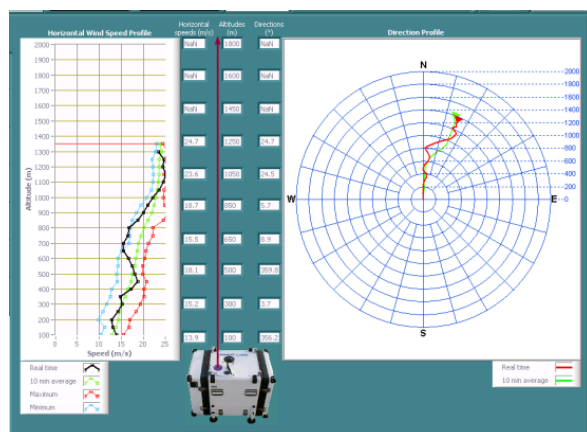 Horizontal Wind Speed Profile
Horizontal speeds (m/s)
Altitudes (m)
Directions (°)
Direction Profile
NaN 1800 NaN
NaN 1600 NaN
NaN 1450 NaN
24.7 1250 24.7
23.6 1050 24.5
18.7 850 5.7
15.5 650 8.9
18.1 500 359.8
15.2 300 3.7
13.9 100 356.2
Altitude (m)
2000
1900
1800
1700
1600
1500
1400
1300
1200
1100
1000
900
800
700
600
500
400
300
200
100
0 5 10 15 20 25
Speed (m/s)
Real time
10 min average
Maximum
Minimum
N
W
E
S
2000
1800
1600
1400
1200
1000
800
600
400
200
0
Real time
10 min average